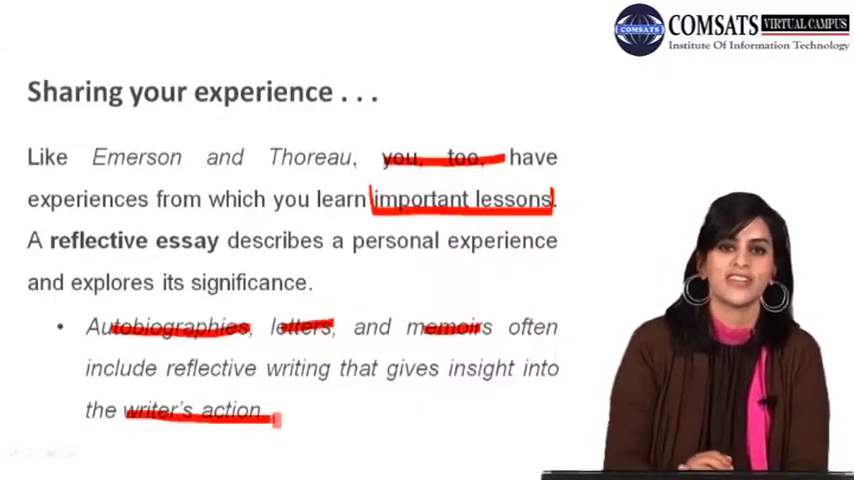 COMSATS VIRTUAL CAMPUS
Institute Of Information Technology
Sharing your experience . . .
Like Emerson and Thoreau, you, too, have
experiences from which you learn important lessons.
A reflective essay describes a personal experience
and explores its significance.
• Autobiographies, letters, and memoirs often
include reflective writing that gives insight into
the writer's action